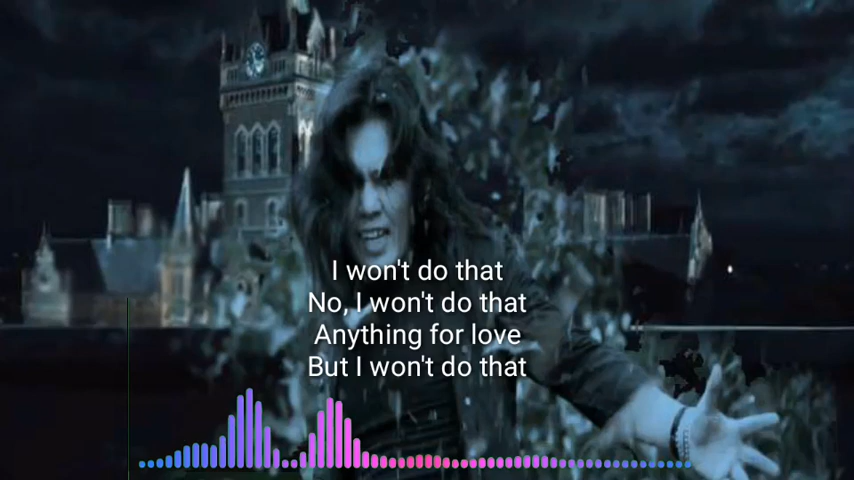 I won't do that
No, I won't do that
Anything for love
But I won't do that